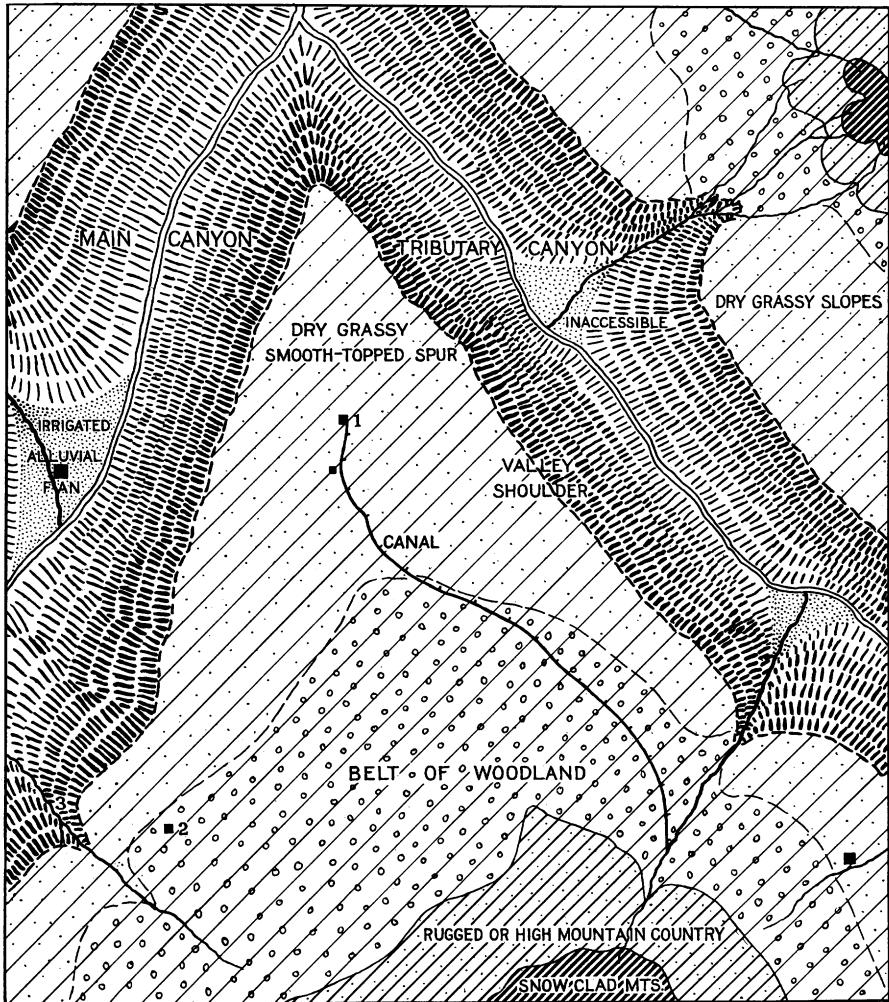 MAIN CANYON
TRIBUTARY CANYON
DRY GRASSY SLOPES
INACCESSIBLE
DRY GRASSY
SMOOTH-TOPPED SPUR
1
IRRIGATED
ALLUVIAL
FAN
VALLEY
SHOULDER
CANAL
BELT OF WOODLAND
3
2
RUGGED OR HIGH MOUNTAIN COUNTRY
SNOW CLAD MTS.